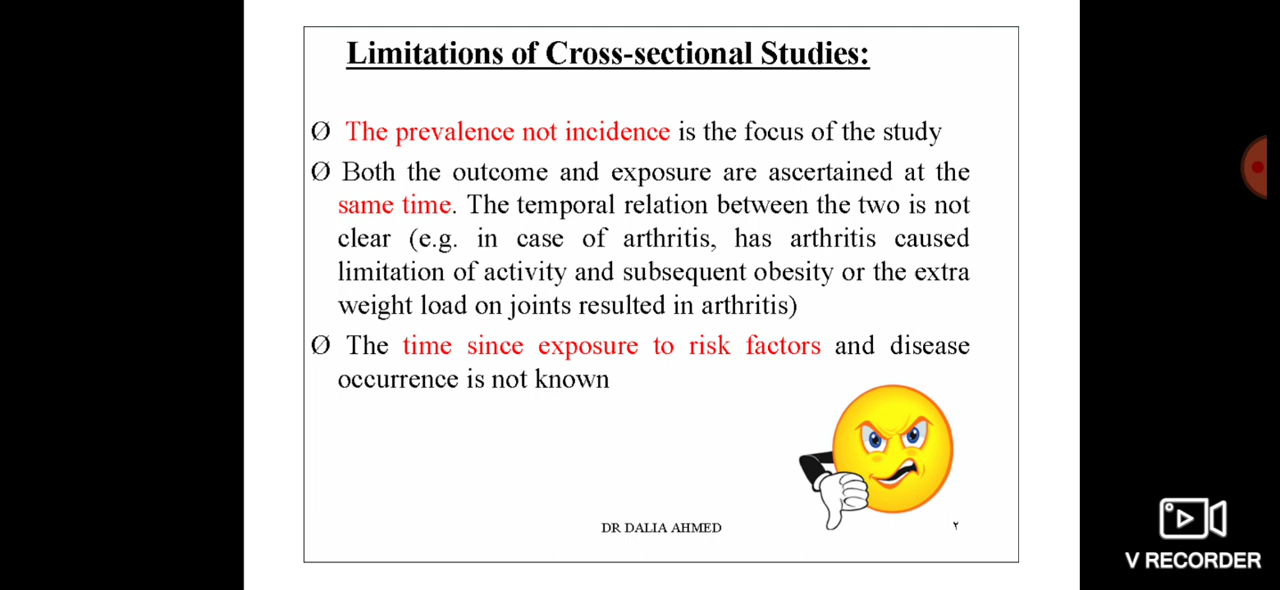 Limitations of Cross-sectional Studies:
Ø The prevalence not incidence is the focus of the study
Ø Both the outcome and exposure are ascertained at the
same time. The temporal relation between the two is not
clear (e.g. in case of arthritis, has arthritis caused
limitation of activity and subsequent obesity or the extra
weight load on joints resulted in arthritis)
Ø The time since exposure to risk factors and disease
occurrence is not known
DR DALIA AHMED
٢
V RECORDER